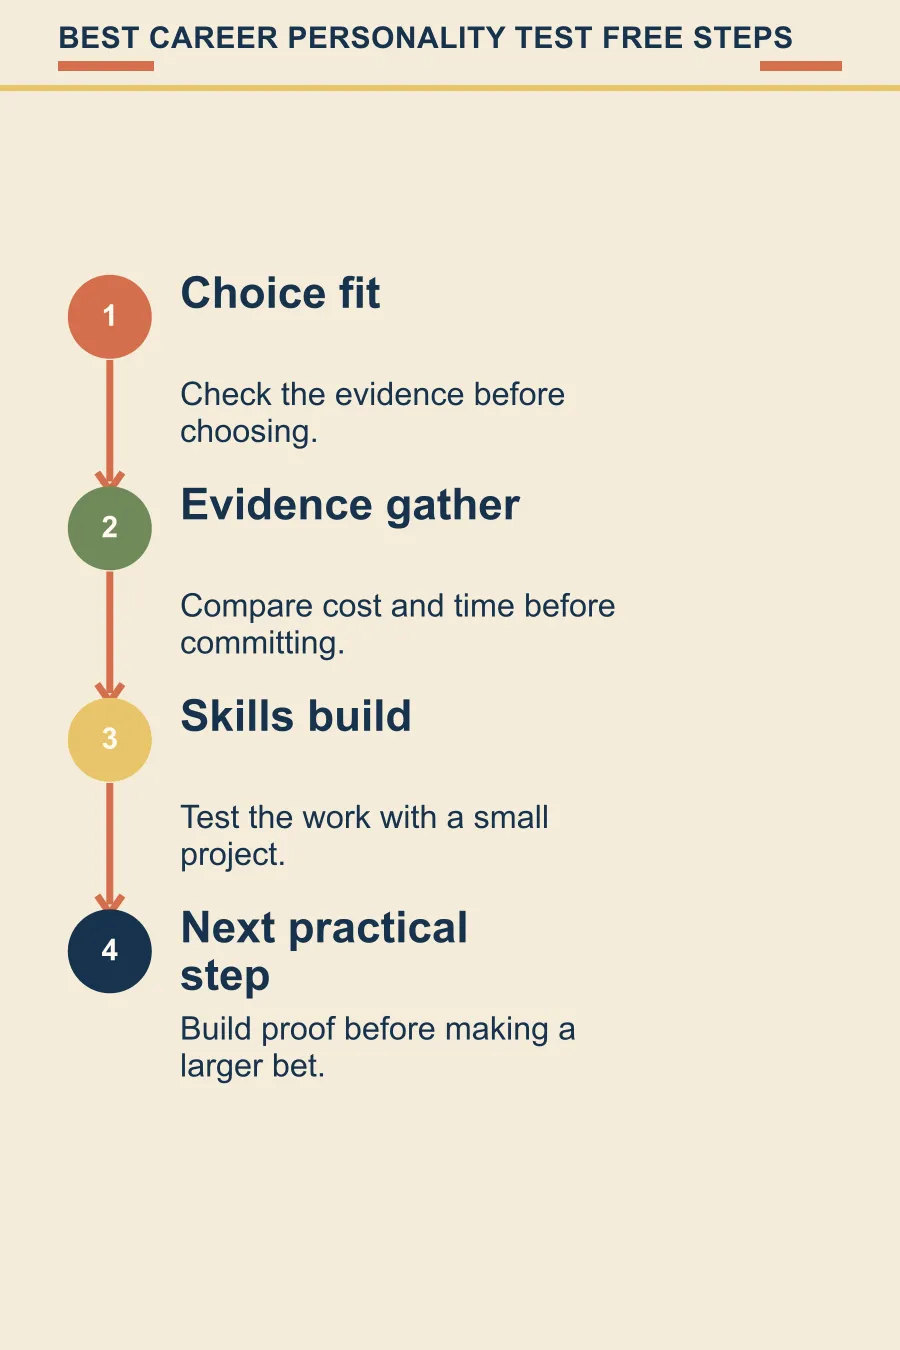 BEST CAREER PERSONALITY TEST FREE STEPS
1
Choice fit
Check the evidence before
choosing.
2
Evidence gather
Compare cost and time before
committing.
3
Skills build
Test the work with a small
project.
4
Next practical
step
Build proof before making a
larger bet.